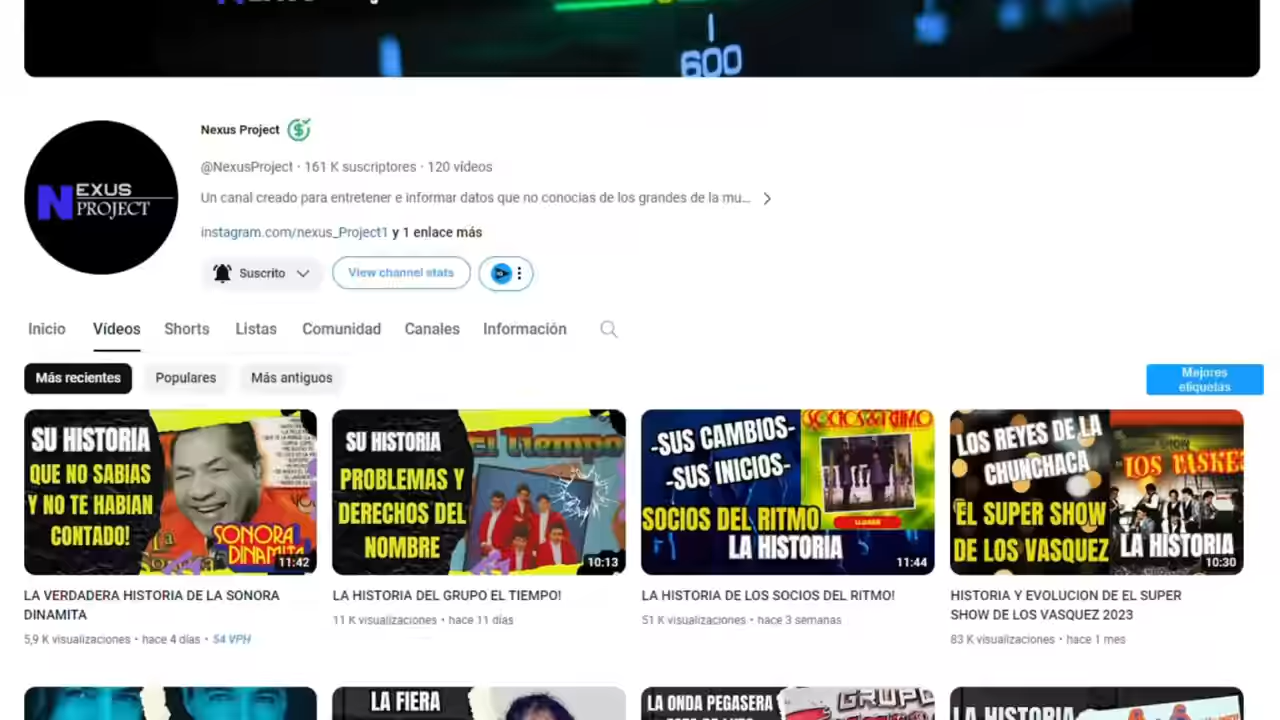 600
NEXUS
PROJECT
Nexus Project
@NexusProject · 161 K suscriptores · 120 vídeos
Un canal creado para entretener e informar datos que no conocias de los grandes de la mu...
instagram.com/nexus_Project1 y 1 enlace más
Suscrito
View channel stats
Inicio Vídeos Shorts Listas Comunidad Canales Información
Más recientes Populares Más antiguos
Mejores
etiquetas
SU HISTORIA
QUE NO SABIAS
Y NO TE HABIAN
CONTADO!
SONORA
DINAMITA
11:42
El Tiempo
SU HISTORIA
PROBLEMAS Y
DERECHOS DEL
NOMBRE
10:13
SOCIOS DEL RITMO
-SUS CAMBIOS-
-SUS INICIOS-
SOCIOS DEL RITMO
LA HISTORIA
11:44
LOS REYES DE LA
CHUNCHACA
EL SUPER SHOW
DE LOS VASQUEZ
LA HISTORIA
10:30
LA VERDADERA HISTORIA DE LA SONORA
DINAMITA
5,9 K visualizaciones · hace 4 días · 54 VPH
LA HISTORIA DEL GRUPO EL TIEMPO!
11 K visualizaciones · hace 11 días
LA HISTORIA DE LOS SOCIOS DEL RITMO!
51 K visualizaciones · hace 3 semanas
HISTORIA Y EVOLUCION DE EL SUPER
SHOW DE LOS VASQUEZ 2023
83 K visualizaciones · hace 1 mes
LA FIERA
LA ONDA PEGASERA
GRUPO
LA HISTORIA